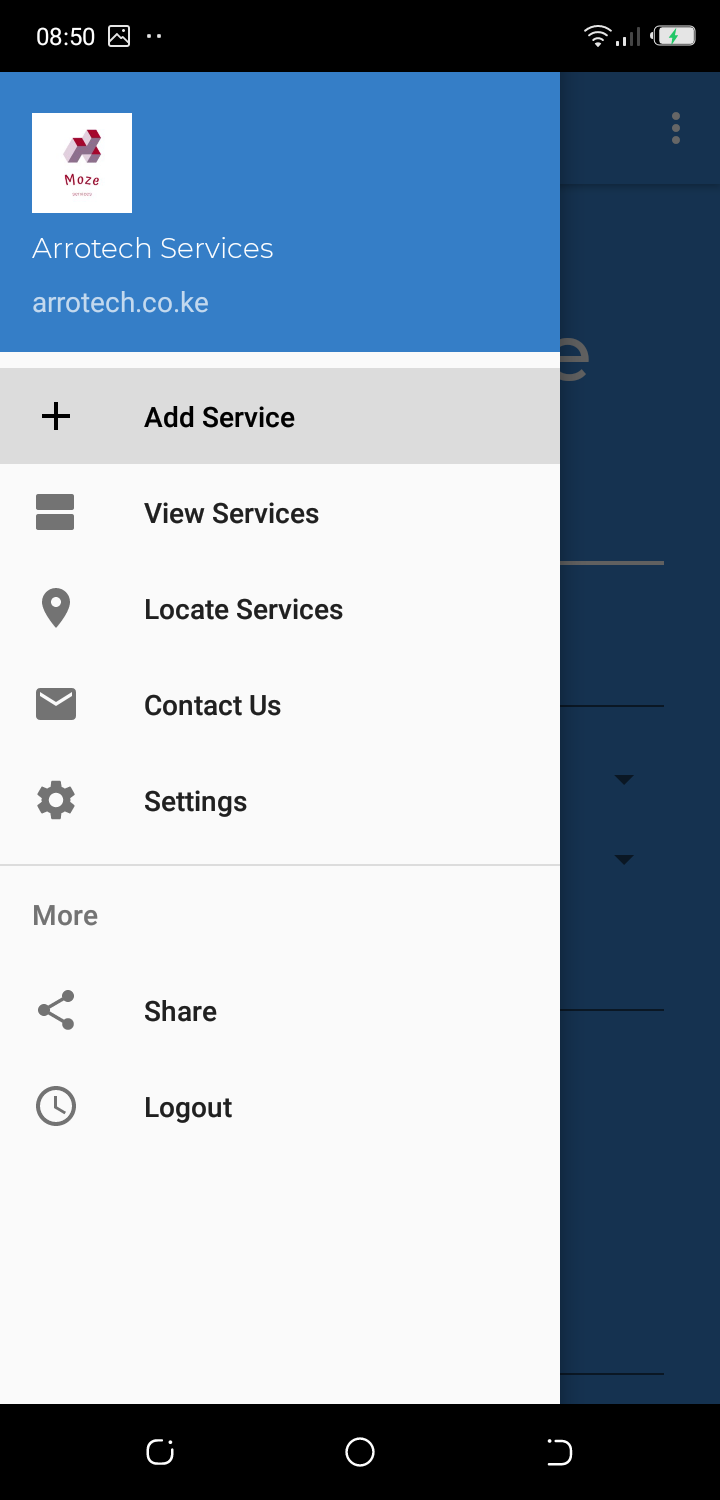 08:50
Moze
Arrotech Services
arrotech.co.ke
e
Add Service
View Services
Locate Services
Contact Us
Settings
More
Share
Logout